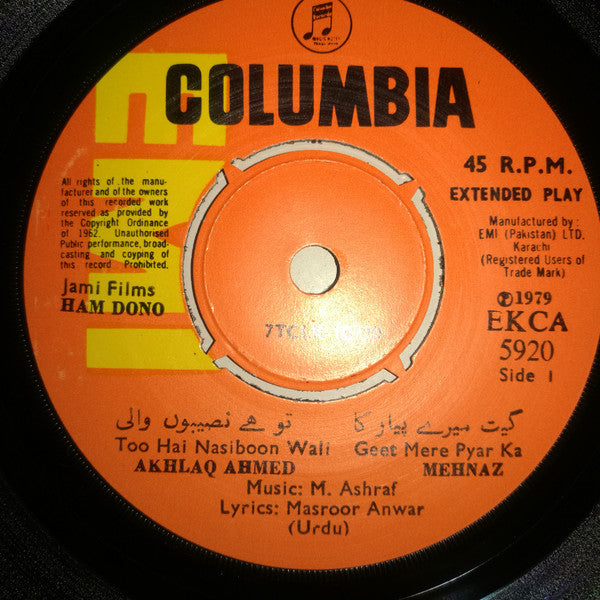 COLUMBIA
EMI
45 R.P.M.
EXTENDED PLAY
All rights of the manu-
facturer and of the owners
of this recorded work
reserved as provided by
the Copyright Ordinance
of 1962. Unauthorised
Public performance, broad-
casting and coyping of
this record Prohibited.
Manufactured by:
EMI (Pakistan) LTD.
Karachi
(Registered Users of
Trade Mark)
Jami Films
HAM DONO
℗1979
EKCA
5920
Side 1
گیت میرے پیار کا
تو ھے نصیبوں والی
Too Hai Nasiboon Wali
AKHLAQ AHMED
Geet Mere Pyar Ka
MEHNAZ
Music: M. Ashraf
Lyrics: Masroor Anwar
(Urdu)